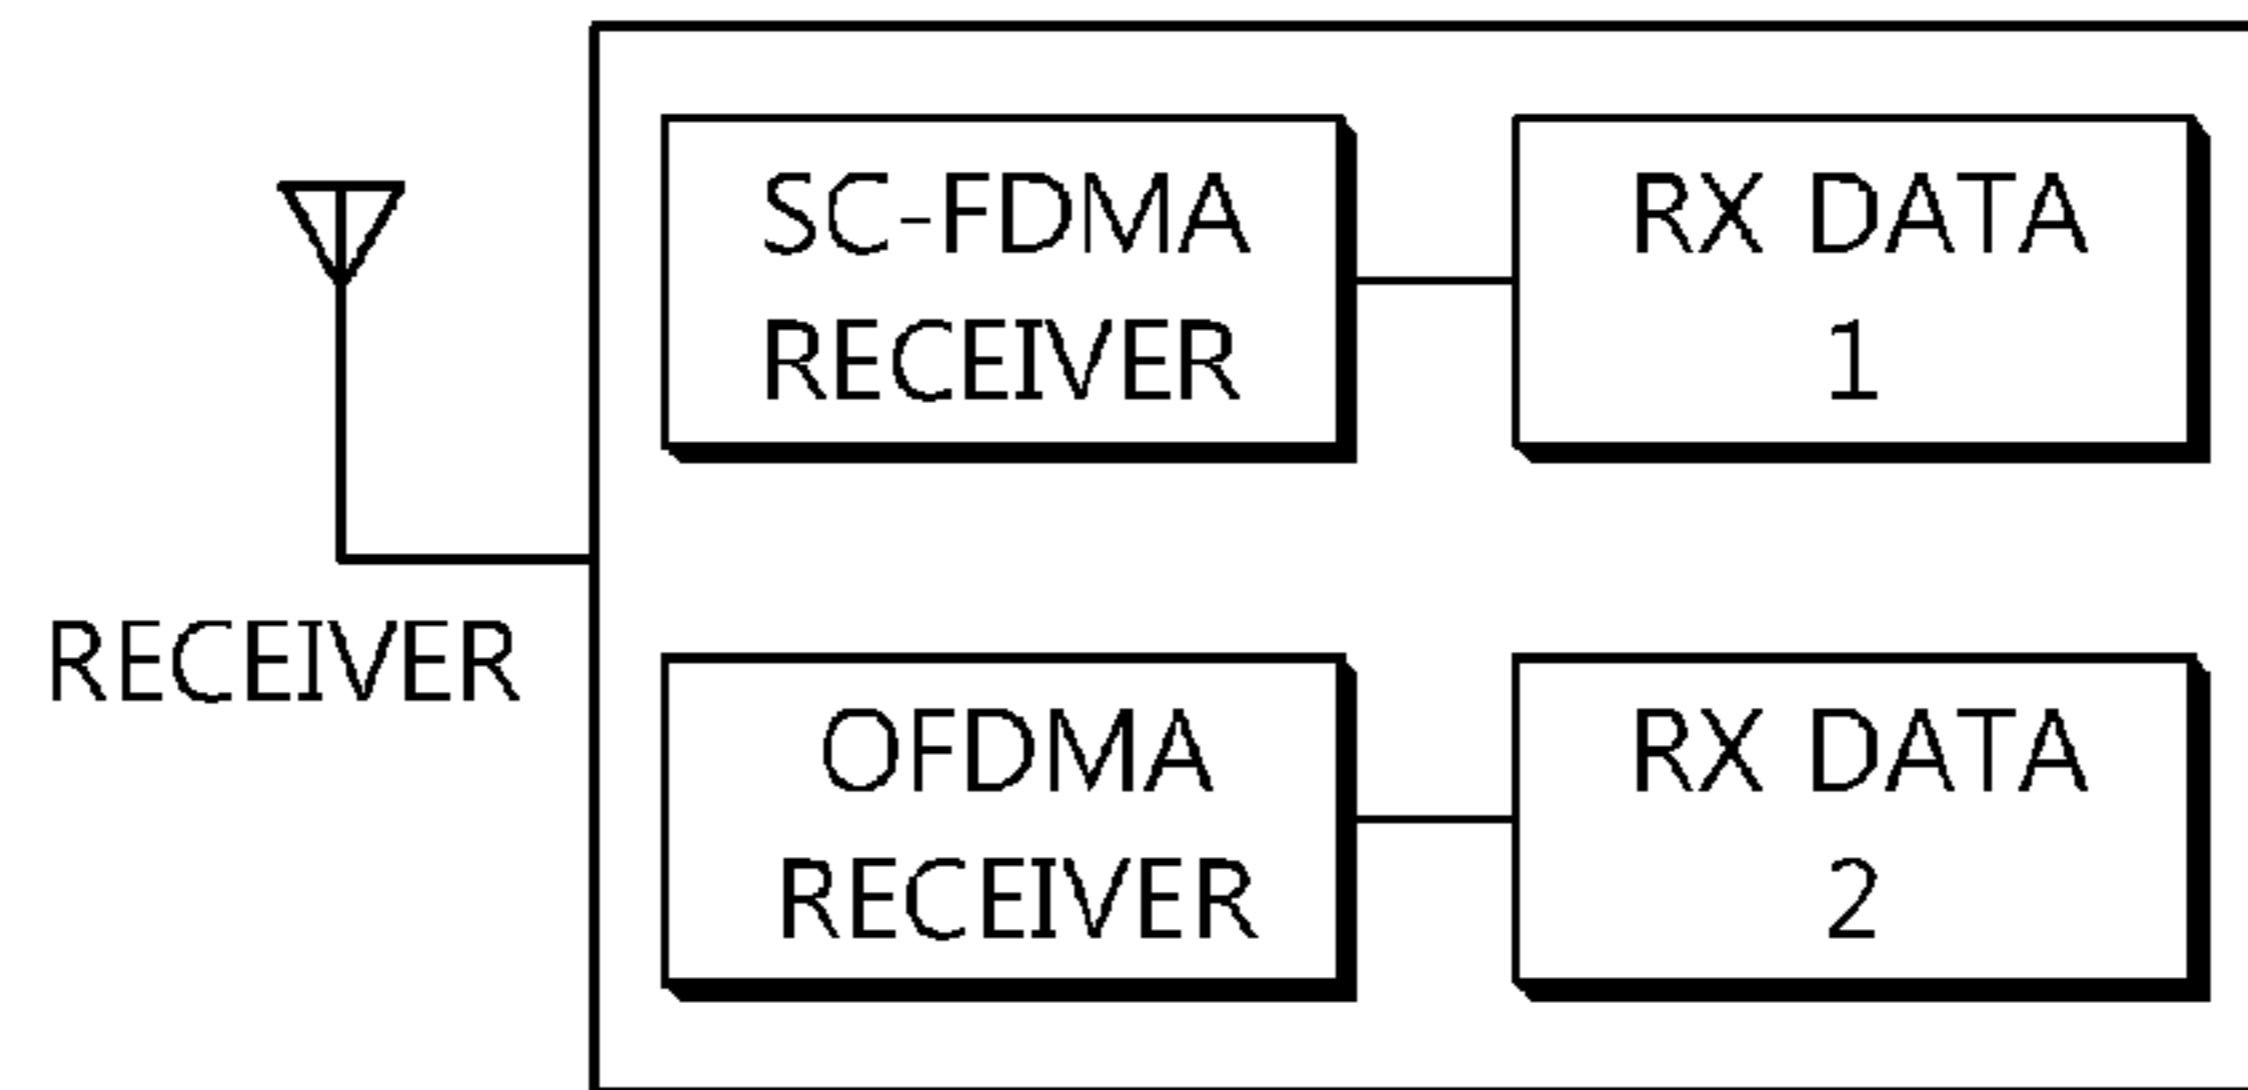 SC-FDMA
RECEIVER
RX DATA
1
RECEIVER
OFDMA
RECEIVER
RX DATA
2